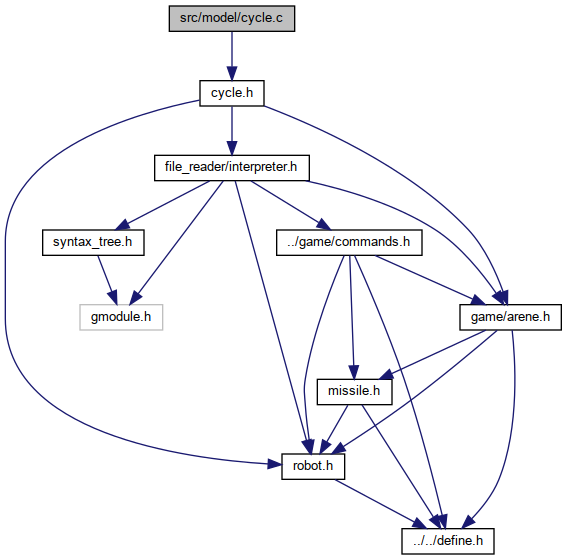 src/model/cycle.c
cycle.h
file_reader/interpreter.h
syntax_tree.h
../game/commands.h
gmodule.h
game/arene.h
missile.h
robot.h
../../define.h